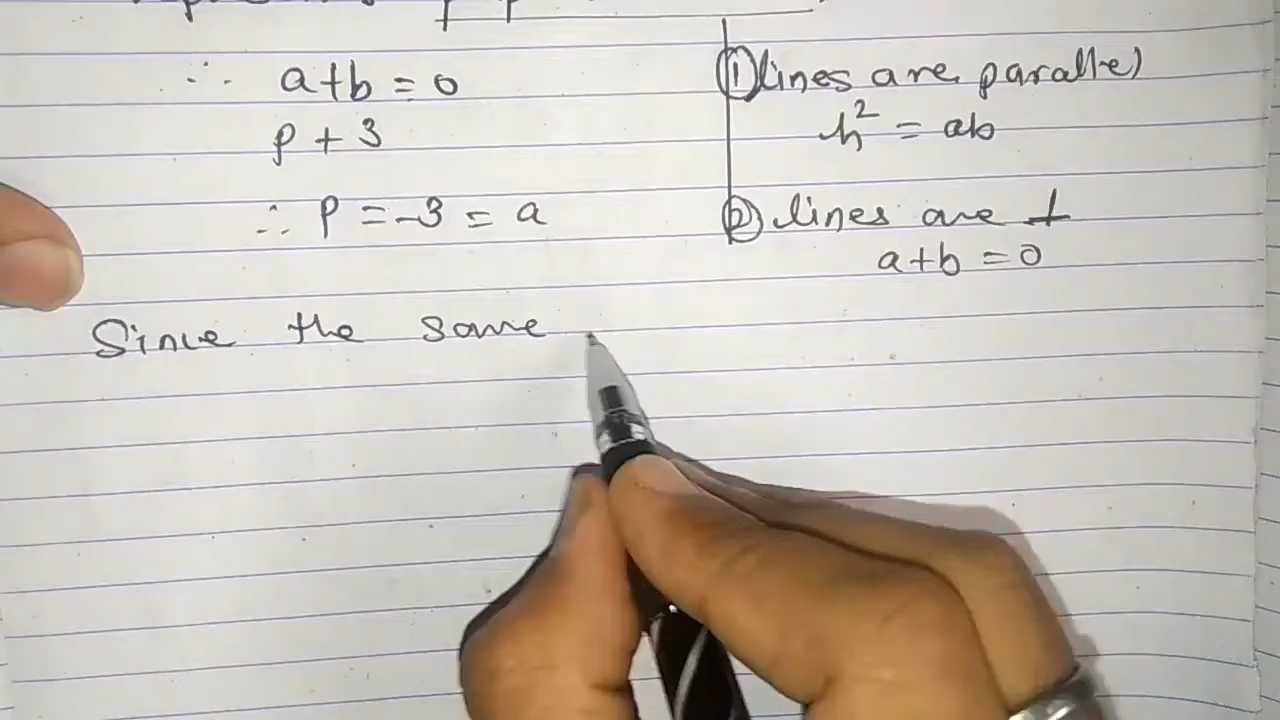 ∴ a+b = 0
p + 3
∴ p = -3 = a
Since the same
① lines are parallel
h² = ab
② lines are ⊥
a+b = 0